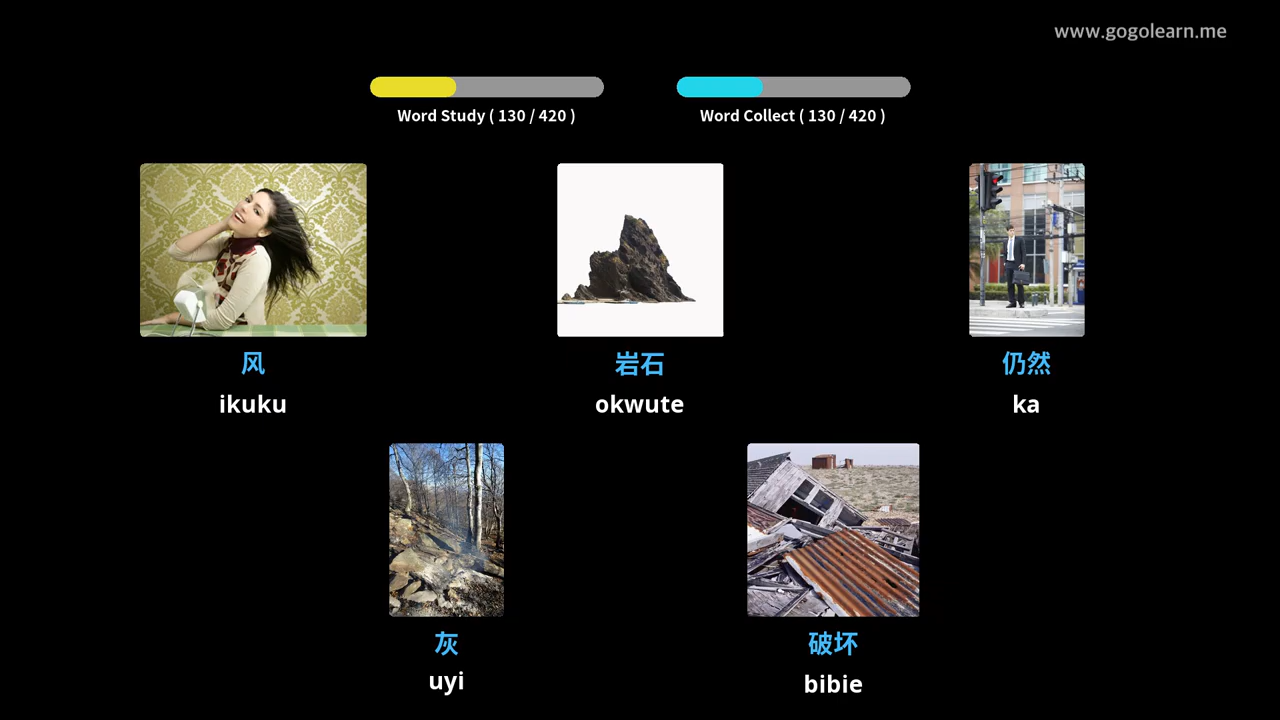 www.gogolearn.me
Word Study ( 130 / 420 )
Word Collect ( 130 / 420 )
风
岩石
仍然
ikuku
okwute
ka
灰
破坏
uyi
bibie